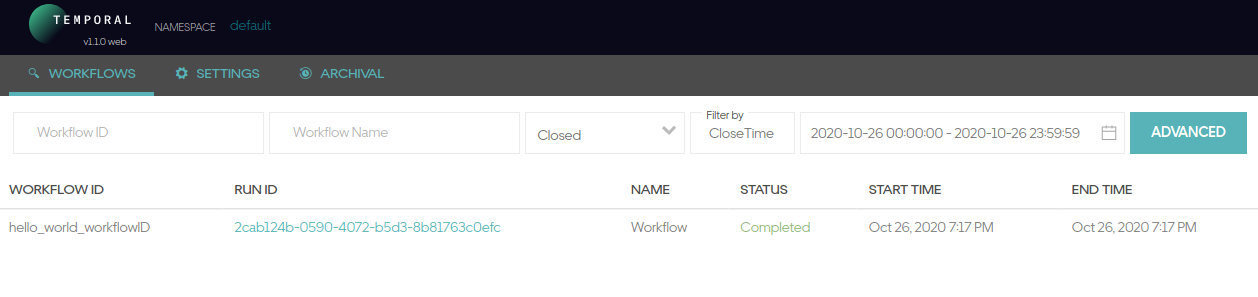 TEMPORAL
v1.1.0 web
NAMESPACE default
WORKFLOWS SETTINGS ARCHIVAL
Workflow ID Workflow Name Closed Filter by CloseTime 2020-10-26 00:00:00 - 2020-10-26 23:59:59 ADVANCED
WORKFLOW ID RUN ID NAME STATUS START TIME END TIME
hello_world_workflowID 2cab124b-0590-4072-b5d3-8b81763c0efc Workflow Completed Oct 26, 2020 7:17 PM Oct 26, 2020 7:17 PM